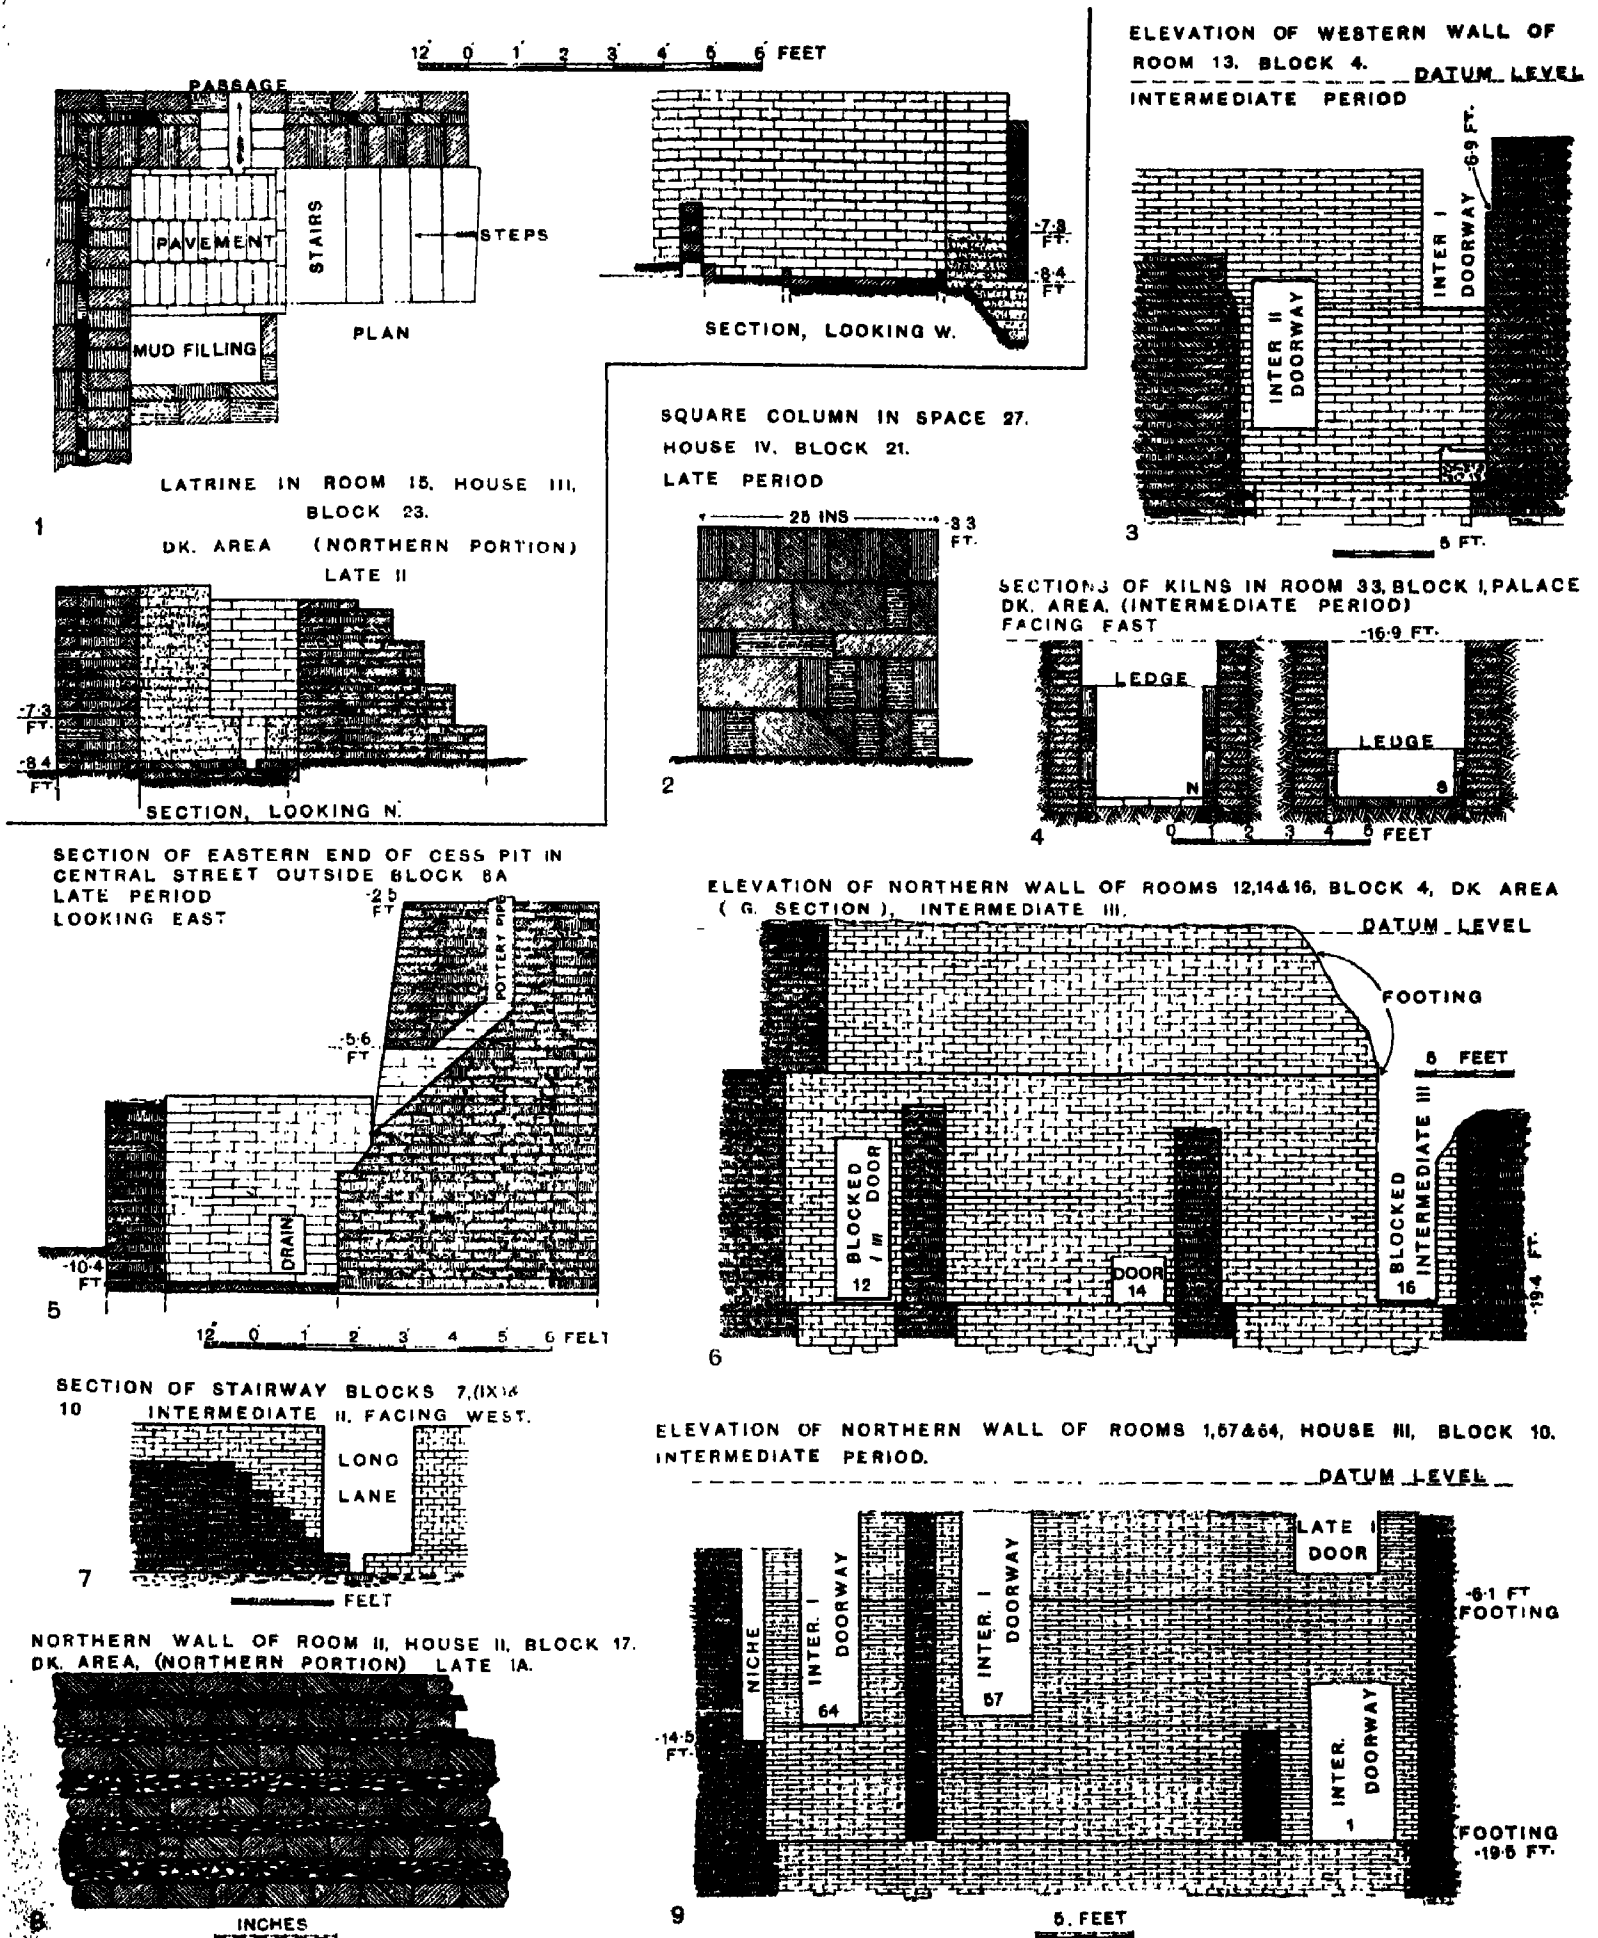 12" 0' 1' 2 3' 4' 5' 6' FEET
PASSAGE
PAVEMENT
STAIRS
STEPS
MUD FILLING
PLAN
-7·3
FT.
-8·4
FT
SECTION, LOOKING W.
LATRINE IN ROOM 15, HOUSE III,
BLOCK 23.
DK. AREA (NORTHERN PORTION)
LATE II
1
-7·3
FT.
-8·4
FT.
SECTION, LOOKING N.
SQUARE COLUMN IN SPACE 27.
HOUSE IV. BLOCK 21.
LATE PERIOD
25 INS
-3·3
FT.
2
ELEVATION OF WESTERN WALL OF
ROOM 13. BLOCK 4.
DATUM LEVEL
INTERMEDIATE PERIOD
-6·9 FT.
INTER I
DOORWAY
INTER II
DOORWAY
3
5 FT.
SECTIONS OF KILNS IN ROOM 33, BLOCK I, PALACE
DK. AREA. (INTERMEDIATE PERIOD)
FACING EAST
-16·9 FT.
LEDGE
LEDGE
N
S
4
0 1 2 3 4 5 FEET
SECTION OF EASTERN END OF CESS PIT IN
CENTRAL STREET OUTSIDE BLOCK 8A
LATE PERIOD
LOOKING EAST
-2·5
FT
POTTERY PIPE
-5·6
FT
DRAIN
-10·4
FT
5
12" 0' 1' 2' 3' 4 5' 6 FEET
ELEVATION OF NORTHERN WALL OF ROOMS 12,14&16, BLOCK 4, DK AREA
(G. SECTION), INTERMEDIATE III.
DATUM LEVEL
FOOTING
5 FEET
BLOCKED
I III DOOR
12
DOOR
14
BLOCKED
INTERMEDIATE III
16
-19·4 FT.
6
SECTION OF STAIRWAY BLOCKS 7,(IX)&
10 INTERMEDIATE II, FACING WEST.
LONG
LANE
7
FEET
ELEVATION OF NORTHERN WALL OF ROOMS 1,57&64, HOUSE III, BLOCK 10.
INTERMEDIATE PERIOD.
DATUM LEVEL
NICHE
INTER. I
DOORWAY
64
INTER. I
DOORWAY
57
LATE I
DOOR
-6·1 FT
FOOTING
-14·5
FT.
INTER.
DOORWAY
1
FOOTING
-19·5 FT.
9
5. FEET
NORTHERN WALL OF ROOM II, HOUSE II, BLOCK 17.
DK. AREA, (NORTHERN PORTION) LATE IA.
8
INCHES